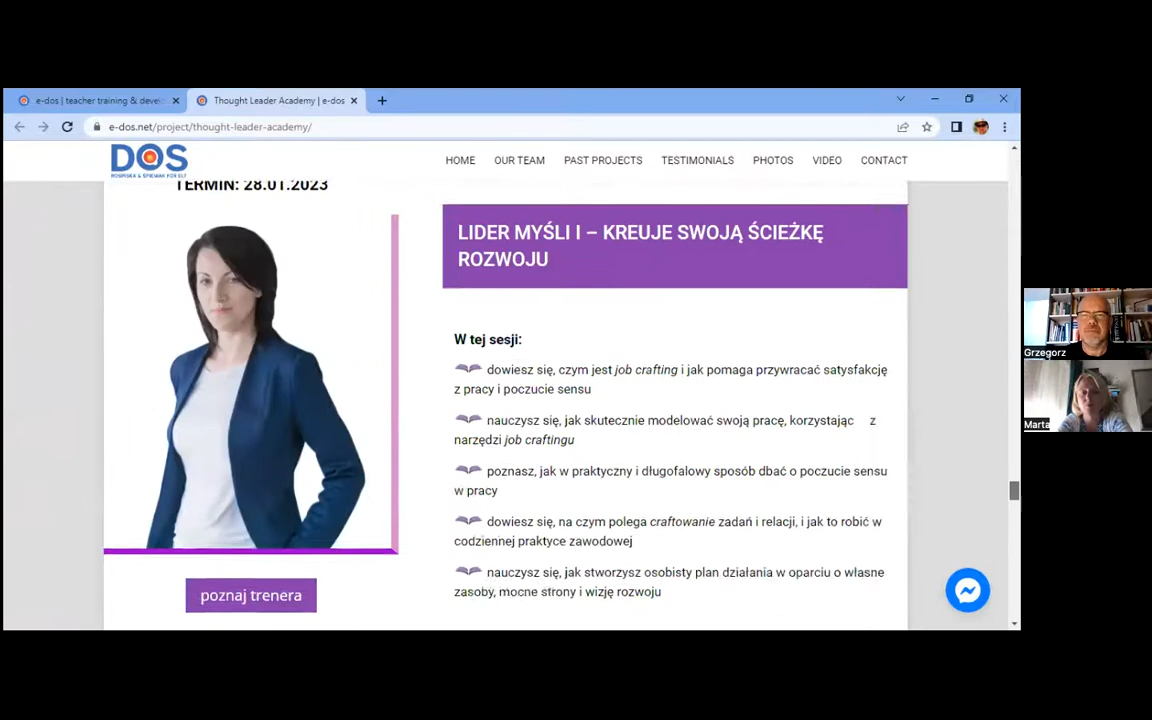 e-dos | teacher training & devel
Thought Leader Academy | e-dos
e-dos.net/project/thought-leader-academy/
DOS
ROSPIŃSKA & ŚPIEWAK FOR ELT
HOME OUR TEAM PAST PROJECTS TESTIMONIALS PHOTOS VIDEO CONTACT
TERMIN: 28.01.2023
LIDER MYŚLI I – KREUJE SWOJĄ ŚCIEŻKĘ
ROZWOJU
W tej sesji:
dowiesz się, czym jest job crafting i jak pomaga przywracać satysfakcję
z pracy i poczucie sensu
nauczysz się, jak skutecznie modelować swoją pracę, korzystając z
narzędzi job craftingu
poznasz, jak w praktyczny i długofalowy sposób dbać o poczucie sensu
w pracy
dowiesz się, na czym polega craftowanie zadań i relacji, i jak to robić w
codziennej praktyce zawodowej
nauczysz się, jak stworzysz osobisty plan działania w oparciu o własne
zasoby, mocne strony i wizję rozwoju
poznaj trenera
Grzegorz
Marta